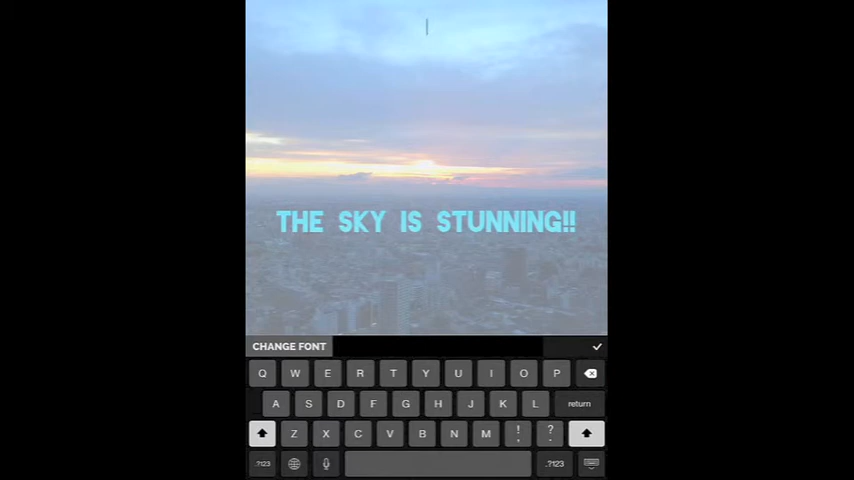 THE SKY IS STUNNING!!
CHANGE FONT
Q W E R T Y U I O P
A S D F G H J K L return
Z X C V B N M ! , ? .
.?123 .?123